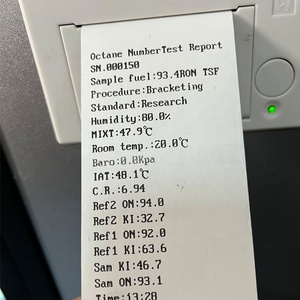 Octane NumberTest Report
SN.000150
Sample fuel:93.4RON TSF
Procedure:Bracketing
Standard:Research
Humidity:80.0%
MIXT:47.9℃
Room temp.:20.0℃
Baro:0.0Kpa
IAT:48.1℃
C.R.:6.94
Ref2 ON:94.0
Ref2 KI:32.7
Ref1 ON:92.0
Ref1 KI:63.6
Sam KI:46.7
Sam ON:93.1
Time:13:28